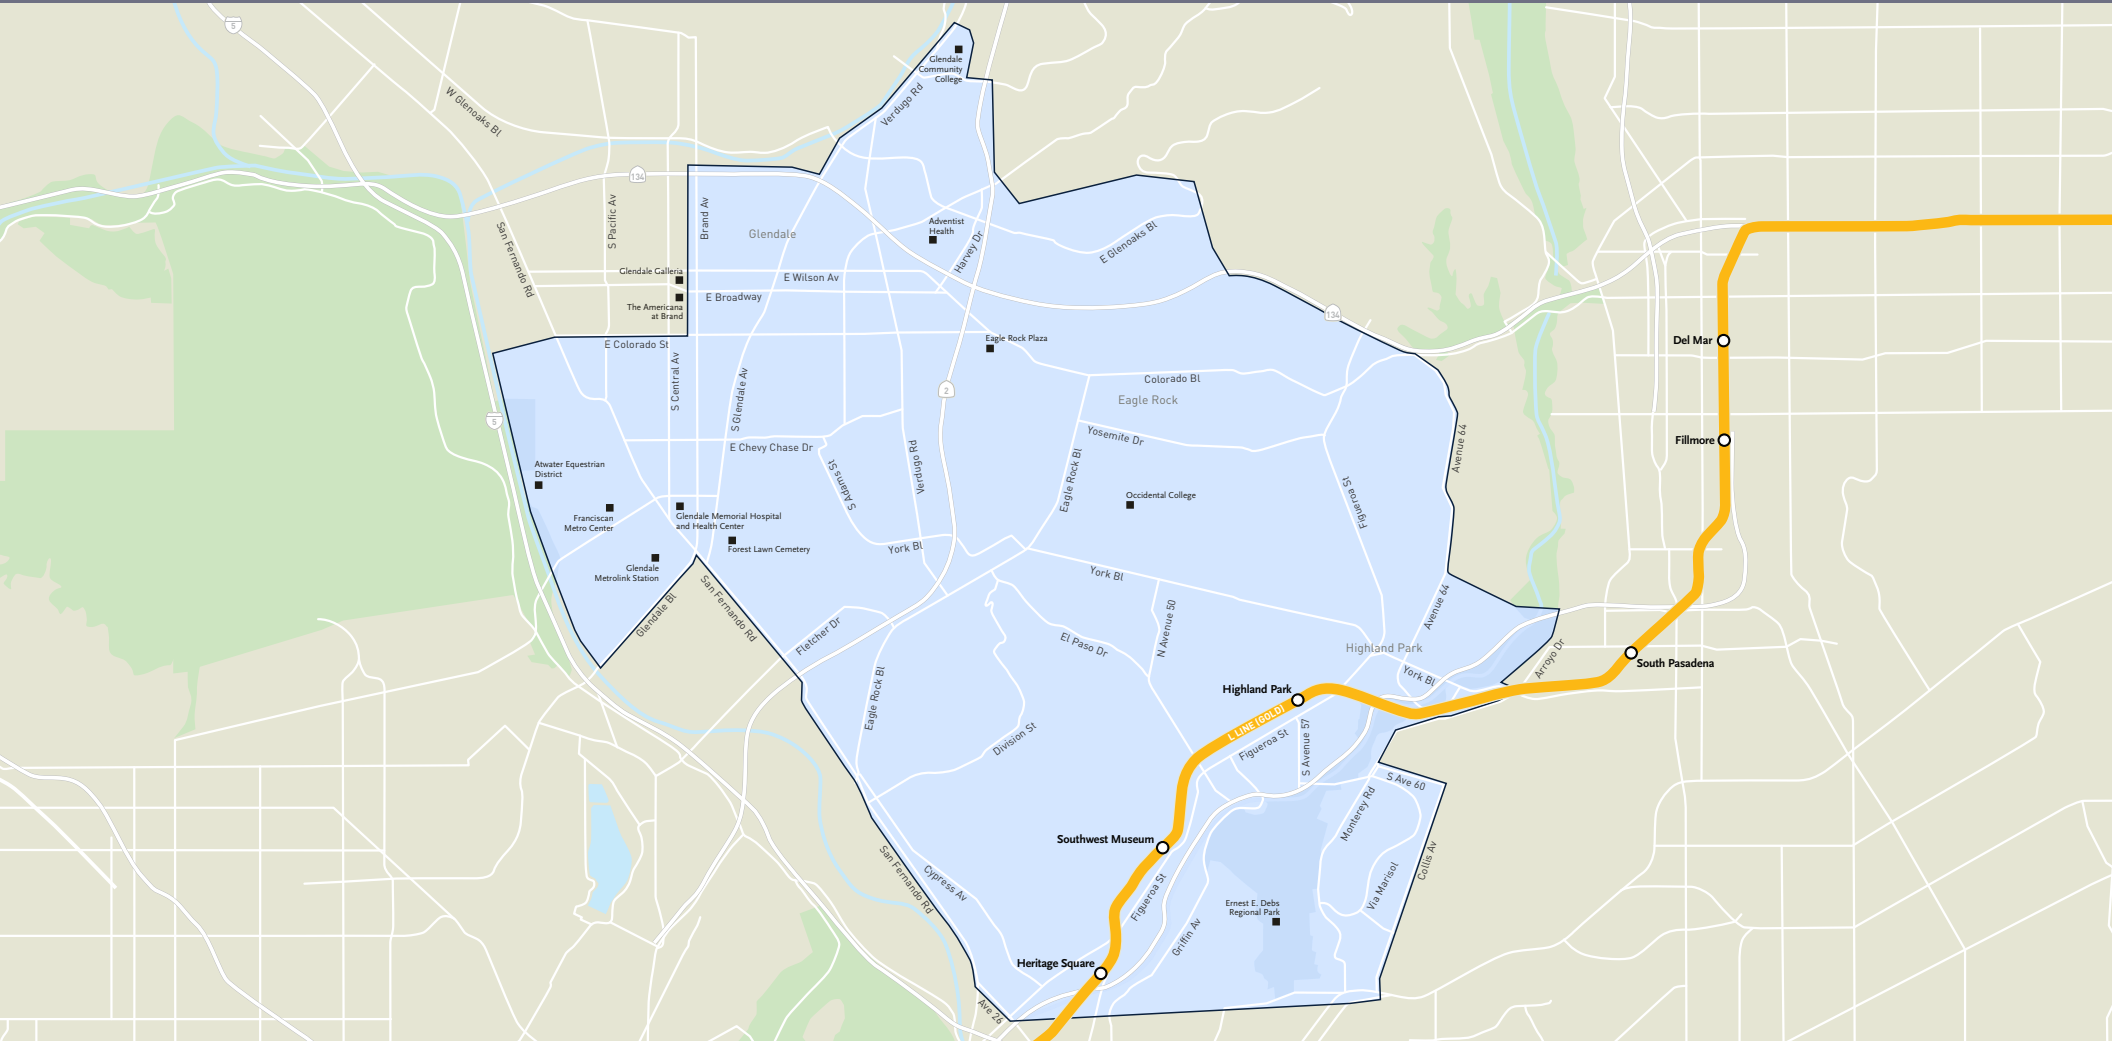 5
Glendale
Community
College
W Glenoaks Bl
Verdugo Rd
134
S Pacific Av
Brand Av
San Fernando Rd
Glendale
Adventist
Health
Harvey Dr
E Glenoaks Bl
Glendale Galleria
E Wilson Av
The Americana
at Brand
E Broadway
134
E Colorado St
Eagle Rock Plaza
Del Mar
S Central Av
S Glendale Av
2
Colorado Bl
Eagle Rock
5
Yosemite Dr
Avenue 64
Fillmore
E Chevy Chase Dr
Verdugo Rd
S Adams St
Eagle Rock Bl
Figueroa St
Atwater Equestrian
District
Occidental College
Franciscan
Metro Center
Glendale Memorial Hospital
and Health Center
Forest Lawn Cemetery
York Bl
Glendale
Metrolink Station
York Bl
Glendale Bl
San Fernando Rd
Fletcher Dr
El Paso Dr
N Avenue 50
Avenue 64
Highland Park
York Bl
Arroyo Dr
South Pasadena
Highland Park
L LINE (GOLD)
Eagle Rock Bl
Division St
Figueroa St
S Avenue 57
S Ave 60
Monterey Rd
Southwest Museum
San Fernando Rd
Cypress Av
Figueroa St
Via Marisol
Collis Av
Ernest E. Debs
Regional Park
Griffin Av
Heritage Square
Ave 26